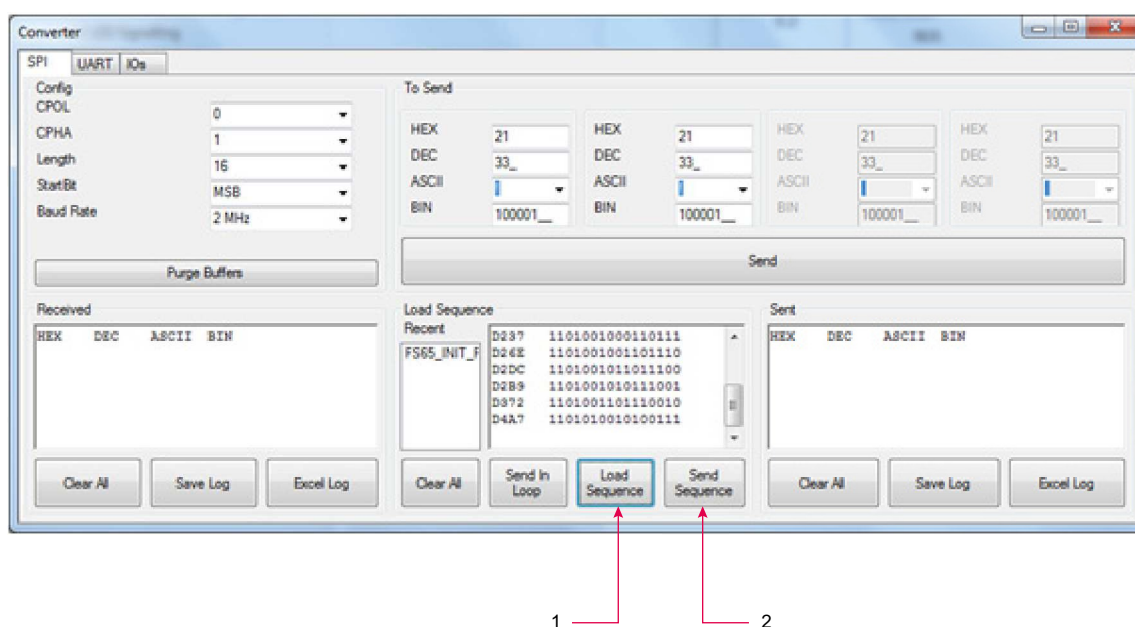 Converter
SPI UART IOs
Config
CPOL 0
CPHA 1
Length 16
StartBit MSB
Baud Rate 2 MHz
Purge Buffers
To Send
HEX 21 HEX 21 HEX 21 HEX 21
DEC 33_ DEC 33_ DEC 33_ DEC 33_
ASCII ASCII ASCII ASCII
BIN 100001__ BIN 100001__ BIN 100001__ BIN 100001__
Send
Received
HEX DEC ASCII BIN
Clear All Save Log Excel Log
Load Sequence
Recent
FS65_INIT_F
D237 1101001000110111
D26E 1101001001101110
D2DC 1101001011011100
D2B9 1101001010111001
D372 1101001101110010
D4A7 1101010010100111
Clear All Send In Loop Load Sequence Send Sequence
Sent
HEX DEC ASCII BIN
Clear All Save Log Excel Log
1 2